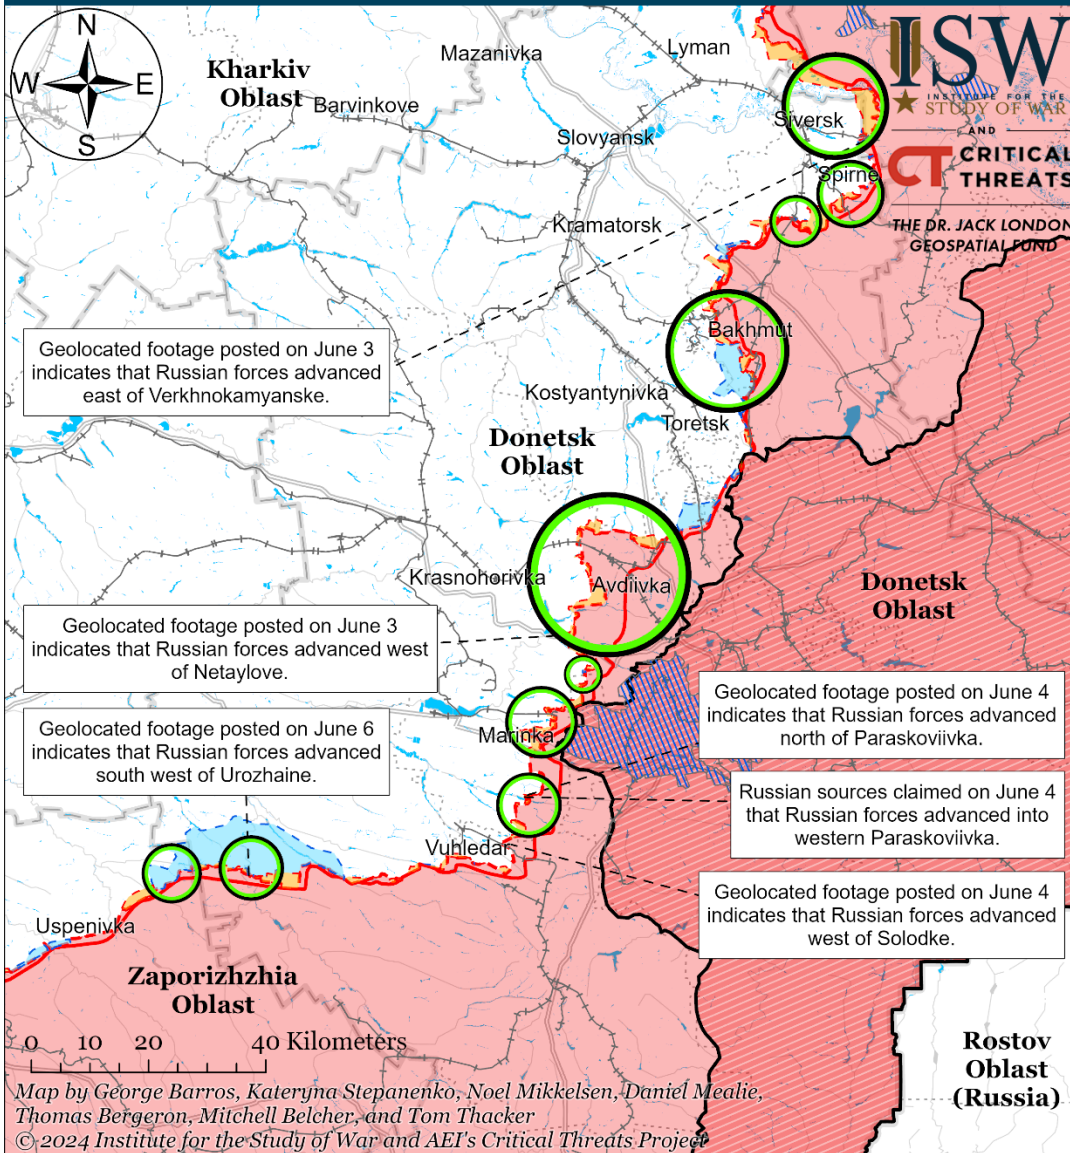 N
W
E
S
Kharkiv
Oblast
Mazanivka
Lyman
Barvinkove
Slovyansk
Siversk
ISW
INSTITUTE FOR THE
STUDY OF WAR
AND
CT CRITICAL
THREATS
THE DR. JACK LONDON
GEOSPATIAL FUND
Spirne
Kramatorsk
Bakhmut
Geolocated footage posted on June 3
indicates that Russian forces advanced
east of Verkhnokamyanske.
Kostyantynivka
Toretsk
Donetsk
Oblast
Krasnohorivka
Avdiivka
Donetsk
Oblast
Geolocated footage posted on June 3
indicates that Russian forces advanced west
of Netaylove.
Geolocated footage posted on June 6
indicates that Russian forces advanced
south west of Urozhaine.
Marinka
Geolocated footage posted on June 4
indicates that Russian forces advanced
north of Paraskoviivka.
Russian sources claimed on June 4
that Russian forces advanced into
western Paraskoviivka.
Vuhledar
Geolocated footage posted on June 4
indicates that Russian forces advanced
west of Solodke.
Uspenivka
Zaporizhzhia
Oblast
0 10 20 40 Kilometers
Rostov
Oblast
(Russia)
Map by George Barros, Kateryna Stepanenko, Noel Mikkelsen, Daniel Mealie,
Thomas Bergeron, Mitchell Belcher, and Tom Thacker
© 2024 Institute for the Study of War and AEI's Critical Threats Project